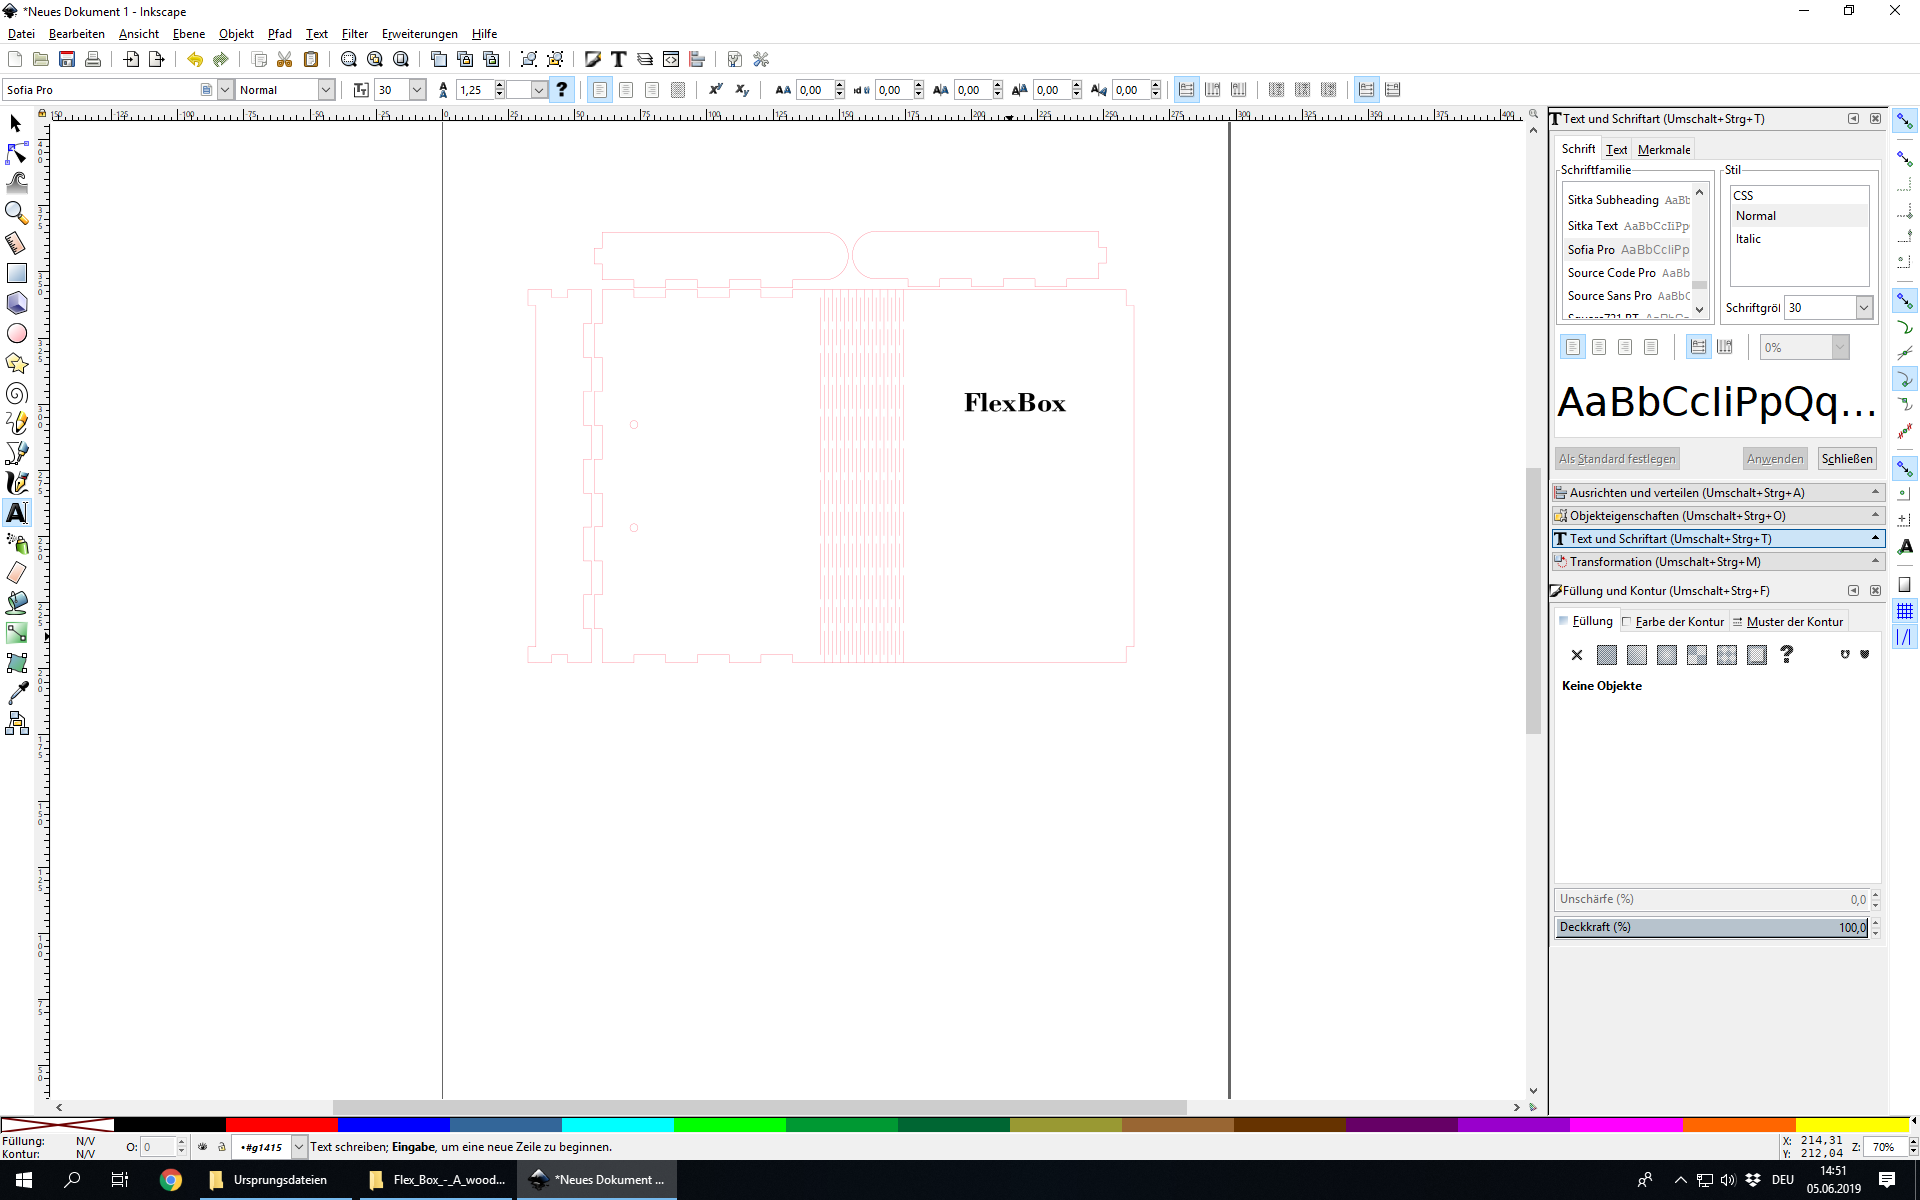 *Neues Dokument 1 - Inkscape
Datei Bearbeiten Ansicht Ebene Objekt Pfad Text Filter Erweiterungen Hilfe
Sofia Pro Normal 30 1,25 0,00 0,00 0,00 0,00 0,00
Text und Schriftart (Umschalt+Strg+T)
Schrift Text Merkmale
Schriftfamilie Stil
Sitka Subheading AaBb
Sitka Text AaBbCcIiPp
Sofia Pro AaBbCcIiPp
Source Code Pro AaBb
Source Sans Pro AaBbC
CSS
Normal
Italic
Schriftgröl 30
0%
AaBbCcIiPpQq...
Als Standard festlegen Anwenden Schließen
Ausrichten und verteilen (Umschalt+Strg+A)
Objekteigenschaften (Umschalt+Strg+O)
Text und Schriftart (Umschalt+Strg+T)
Transformation (Umschalt+Strg+M)
Füllung und Kontur (Umschalt+Strg+F)
Füllung Farbe der Kontur Muster der Kontur
Keine Objekte
Unschärfe (%) 0,0
Deckkraft (%) 100,0
FlexBox
Füllung: N/V
Kontur: N/V
O: 0
•#g1415
Text schreiben; Eingabe, um eine neue Zeile zu beginnen.
X: 214,31
Y: 212,04
Z: 70%
Ursprungsdateien
Flex_Box_-_A_wood...
*Neues Dokument ...
DEU
14:51
05.06.2019